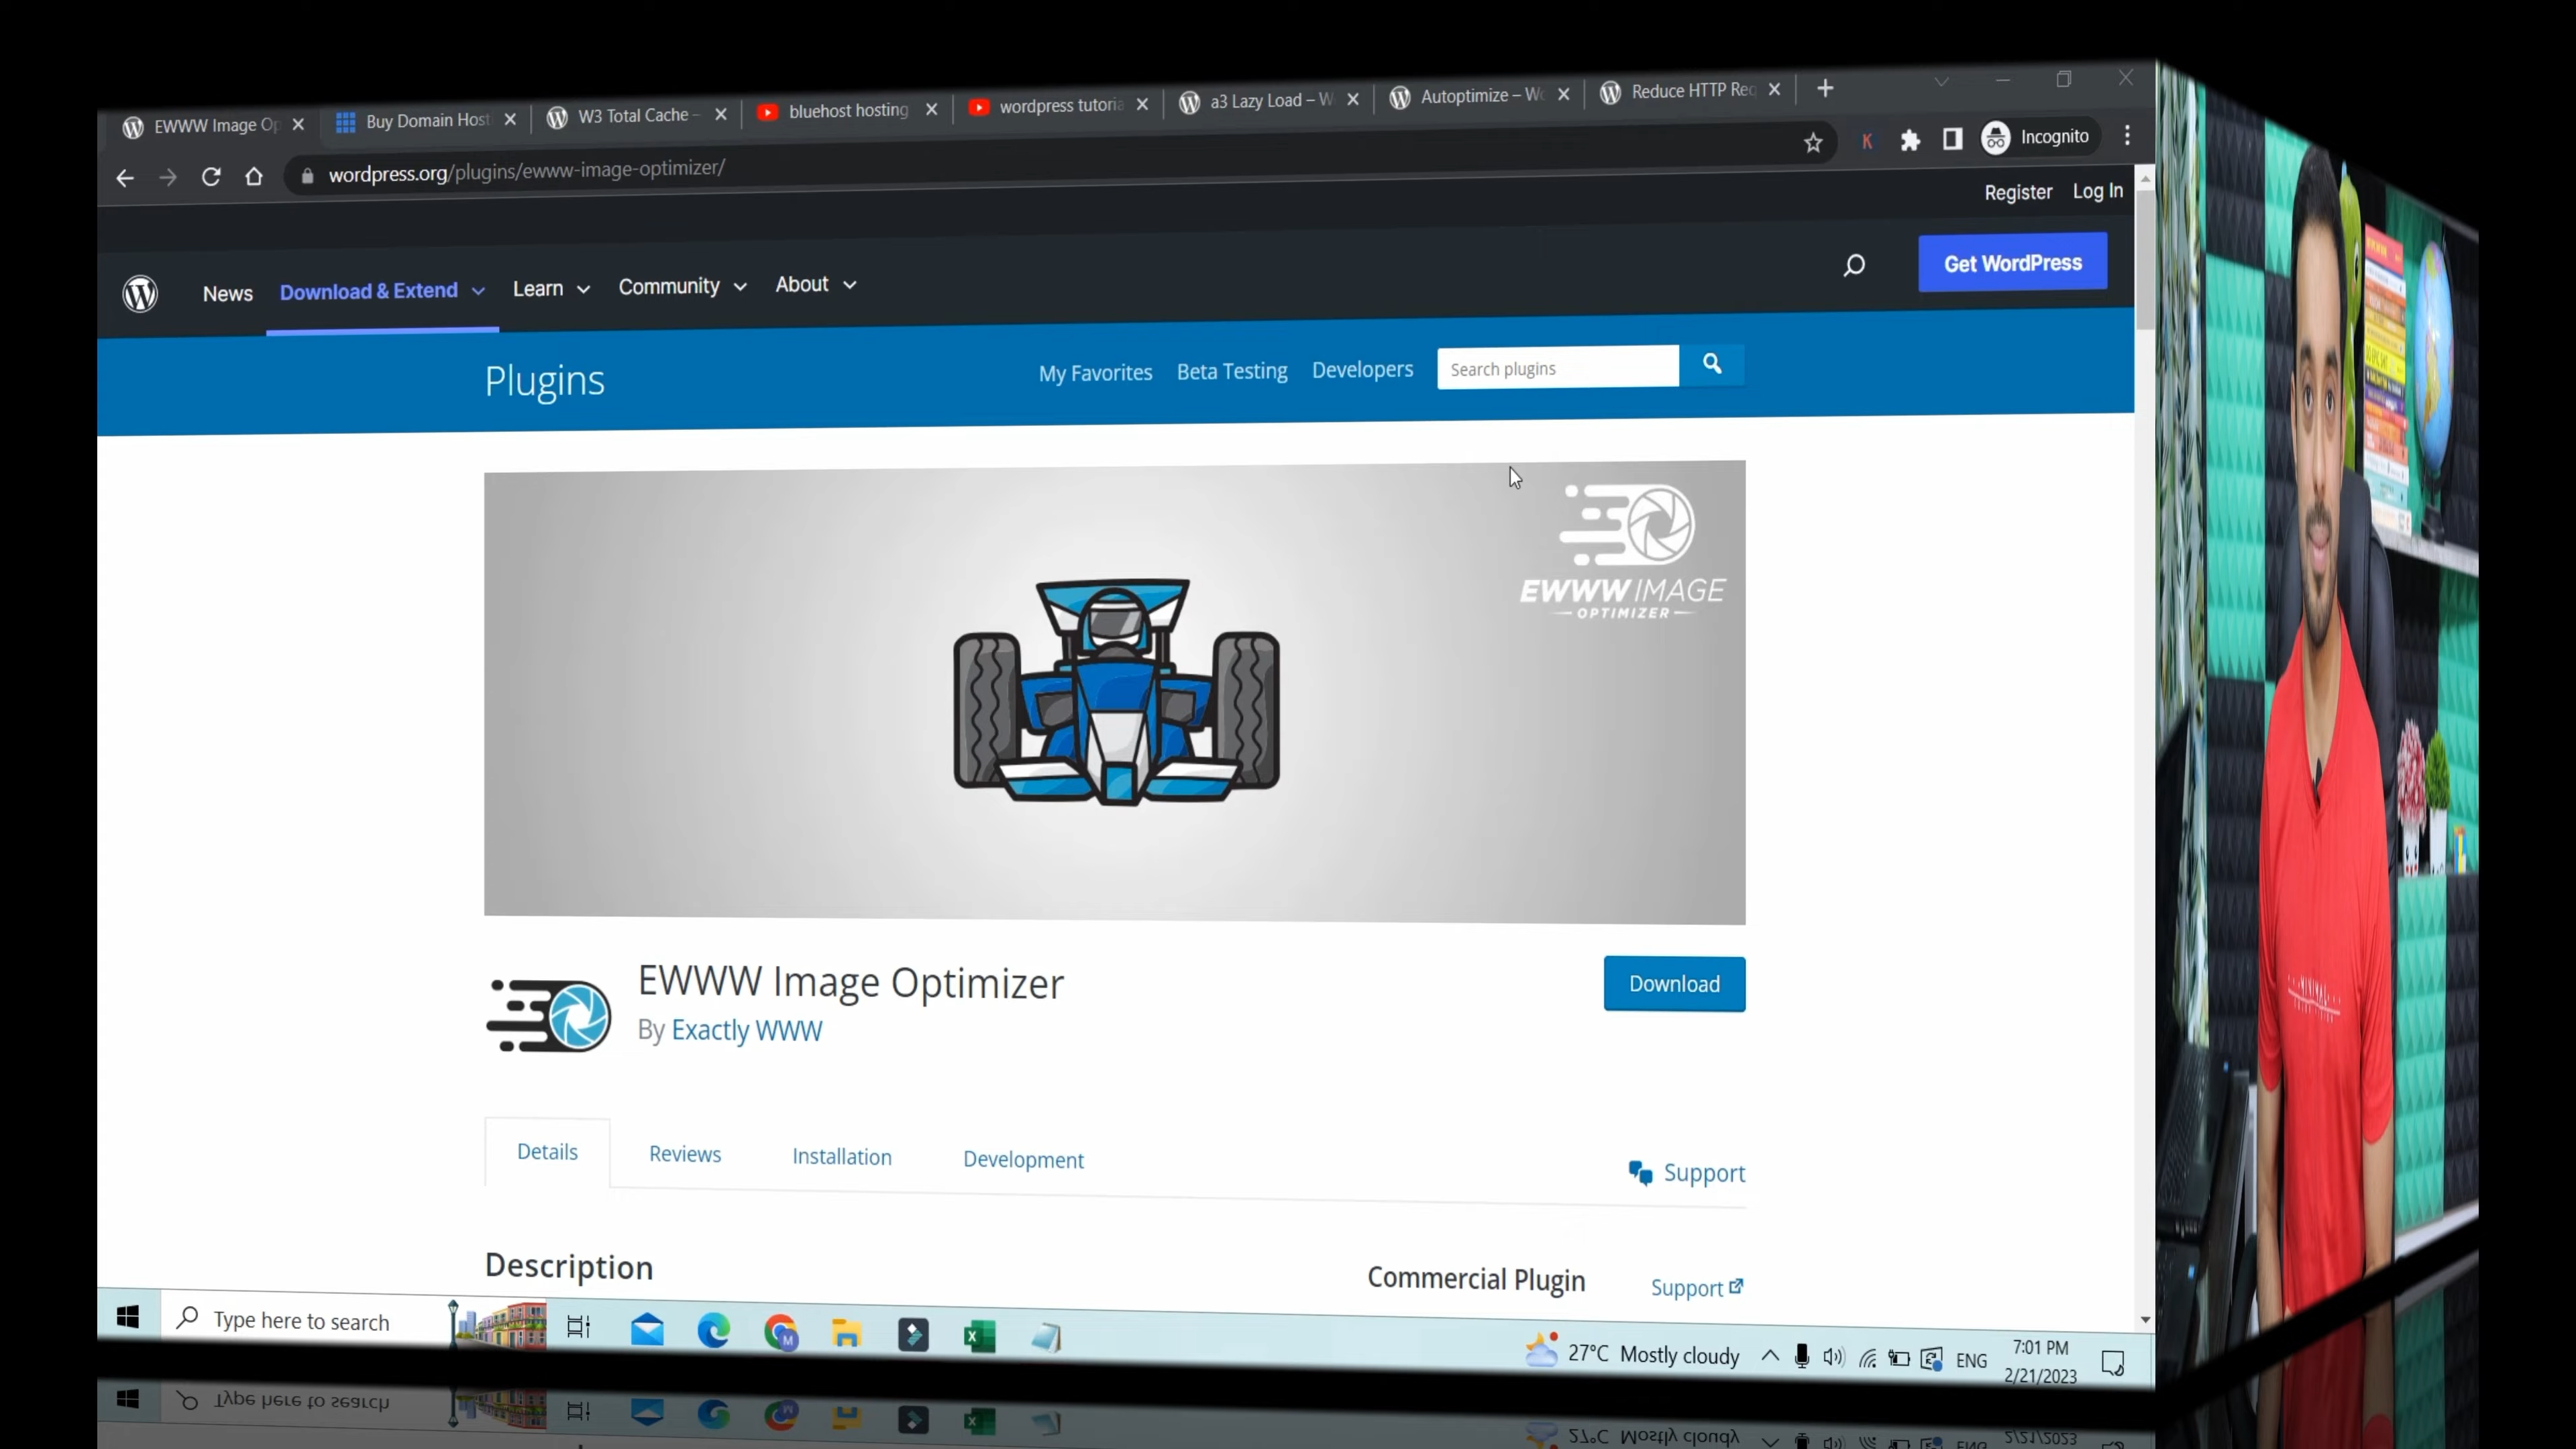 EWWW Image Op
Buy Domain Host
W3 Total Cache –
bluehost hosting
wordpress tutoria
a3 Lazy Load – W
Autoptimize – Wo
Reduce HTTP Req
wordpress.org/plugins/ewww-image-optimizer/
K
Incognito
Register Log In
News
Download & Extend
Learn
Community
About
Get WordPress
Plugins
My Favorites
Beta Testing
Developers
Search plugins
EWWW IMAGE
OPTIMIZER
EWWW Image Optimizer
By Exactly WWW
Download
Details
Reviews
Installation
Development
Support
Description
Commercial Plugin
Support
Type here to search
27°C Mostly cloudy
ENG
7:01 PM
2/21/2023
MINIMAL